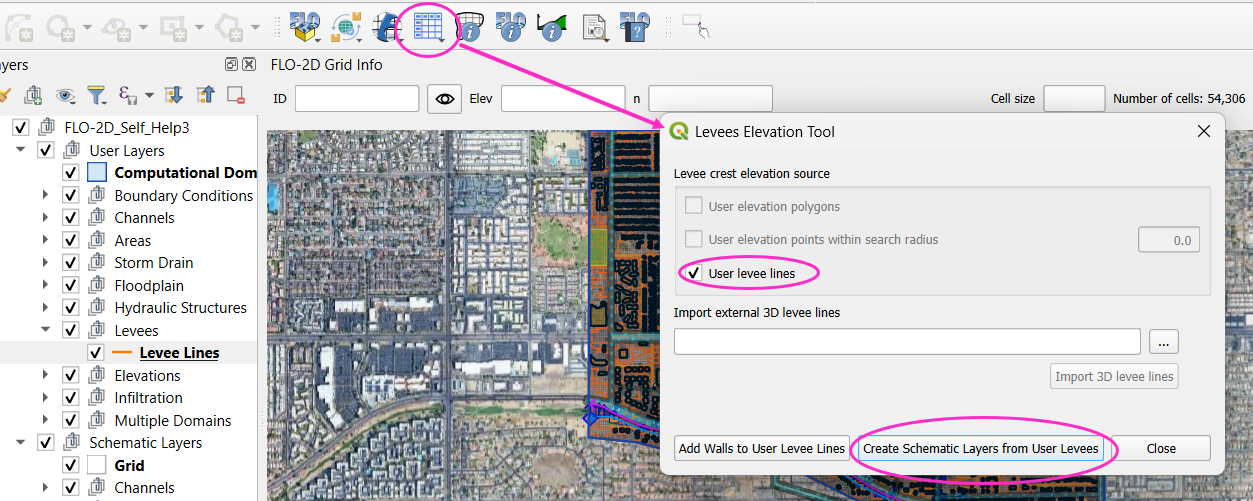 ayers
FLO-2D Grid Info
ID
Elev
n
Cell size
Number of cells: 54,306
FLO-2D_Self_Help3
User Layers
Computational Dom
Boundary Conditions
Channels
Areas
Storm Drain
Floodplain
Hydraulic Structures
Levees
Levee Lines
Elevations
Infiltration
Multiple Domains
Schematic Layers
Grid
Channels
Levees Elevation Tool
Levee crest elevation source
User elevation polygons
User elevation points within search radius
0.0
User levee lines
Import external 3D levee lines
...
Import 3D levee lines
Add Walls to User Levee Lines
Create Schematic Layers from User Levees
Close